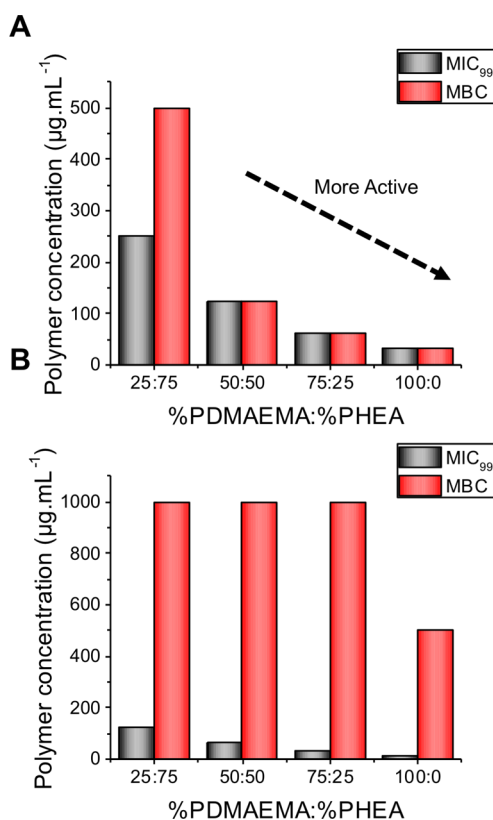 A
MIC₉₉
MBC
Polymer concentration (µg.mL⁻¹)
500
400
300
200
100
0
More Active
25:75 50:50 75:25 100:0
%PDMAEMA:%PHEA
B
MIC₉₉
MBC
Polymer concentration (µg.mL⁻¹)
1000
800
600
400
200
0
25:75 50:50 75:25 100:0
%PDMAEMA:%PHEA